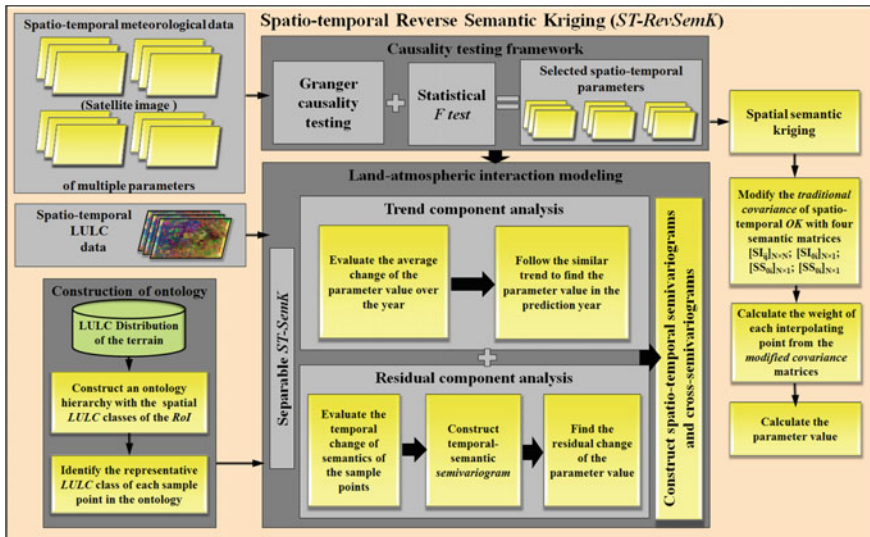 Spatio-temporal Reverse Semantic Kriging (ST-RevSemK)
Spatio-temporal meteorological data
(Satellite image )
of multiple parameters
Spatio-temporal
LULC
data
Construction of ontology
LULC Distribution
of the terrain
Construct an ontology
hierarchy with the spatial
LULC classes of the RoI
Identify the representative
LULC class of each sample
point in the ontology
Causality testing framework
Granger
causality
testing
+
Statistical
F test
=
Selected spatio-temporal
parameters
Land-atmospheric interaction modeling
Separable ST-SemK
Trend component analysis
Evaluate the average
change of the
parameter value over
the year
Follow the similar
trend to find the
parameter value in the
prediction year
+
Residual component analysis
Evaluate the
temporal
change of
semantics of
the sample
points
Construct
temporal-
semantic
semivariogram
Find the
residual change
of the
parameter value
Construct spatio-temporal semivariograms
and cross-semivariograms
Spatial semantic
kriging
Modify the traditional
covariance of spatio-
temporal OK with four
semantic matrices
[SIij]N×N; [SI0i]N×1;
[SS0i]N×1; [SS0i]N×1
Calculate the weight of
each interpolating
point from the
modified covariance
matrices
Calculate the
parameter value